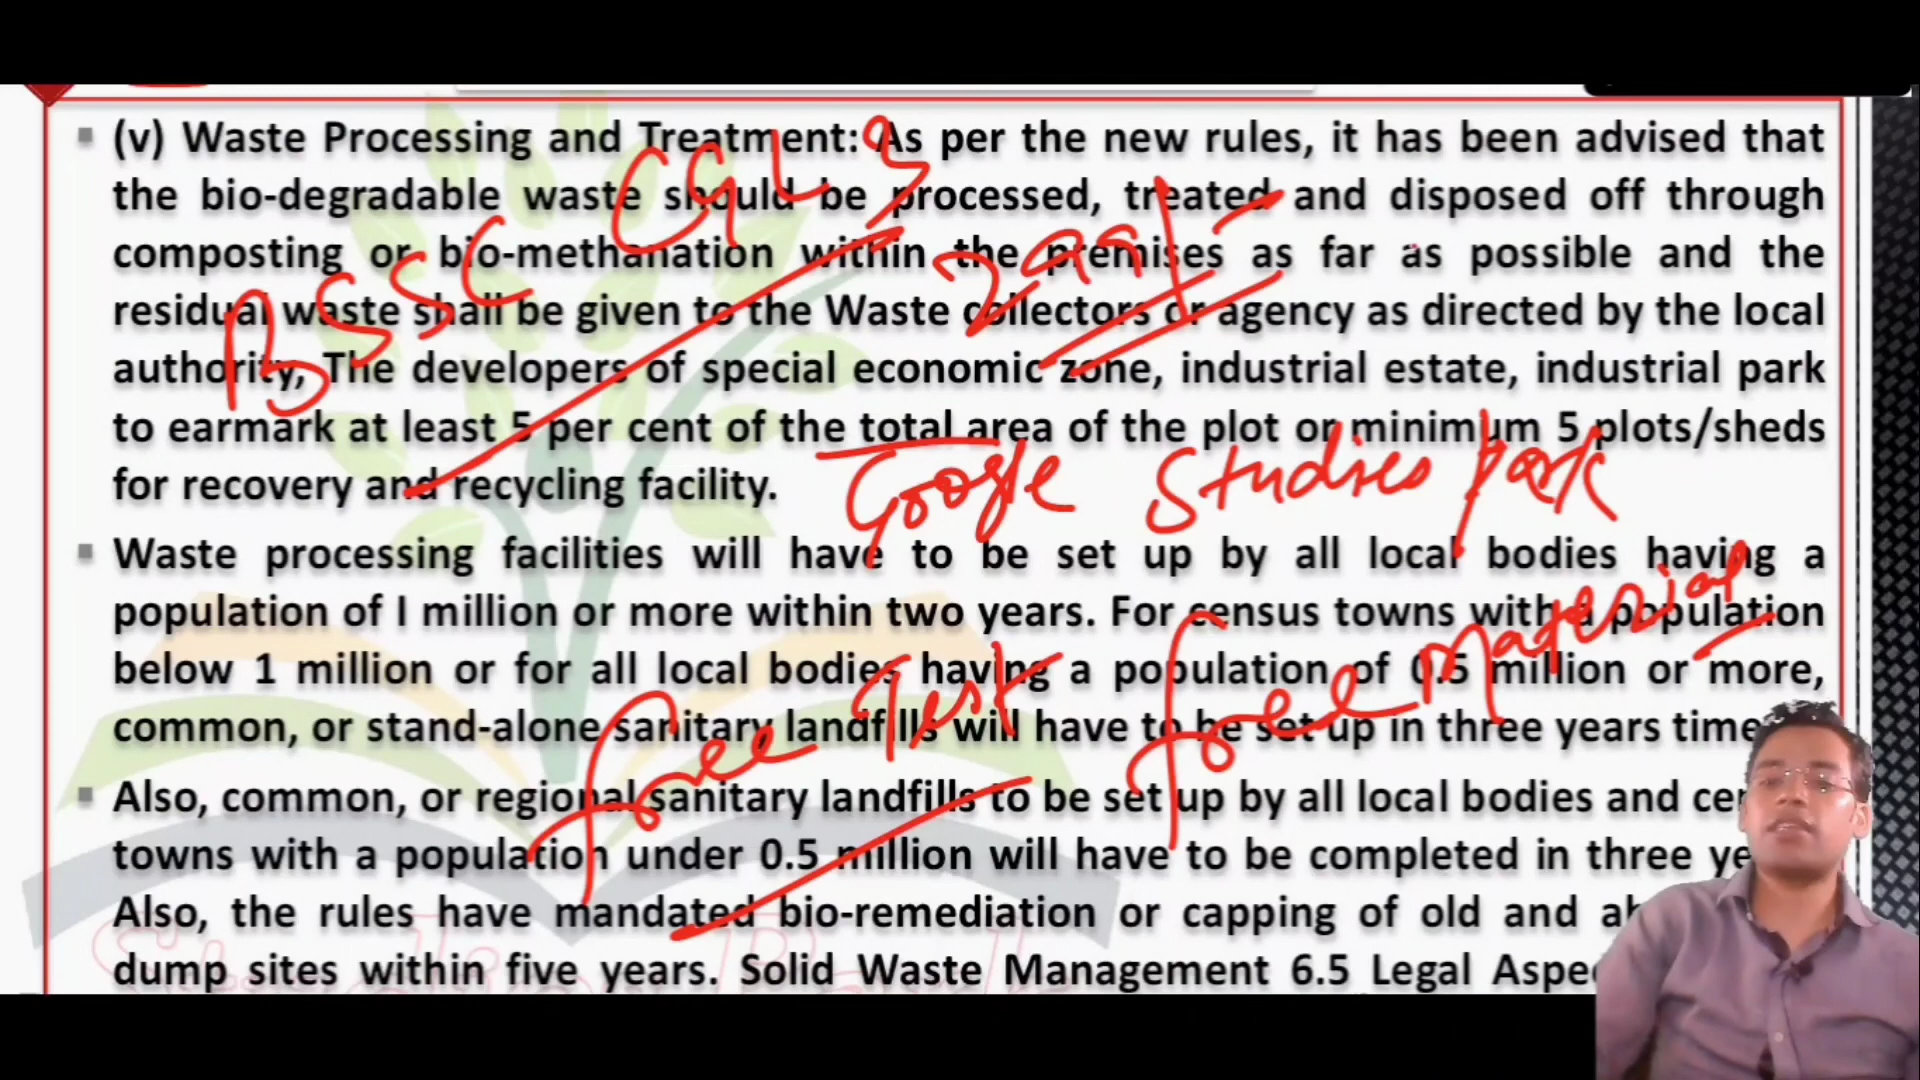 (v) Waste Processing and Treatment: As per the new rules, it has been advised that
the bio-degradable waste should be processed, treated and disposed off through
composting or bio-methanation within the premises as far as possible and the
residual waste shall be given to the Waste collectors or agency as directed by the local
authority, The developers of special economic zone, industrial estate, industrial park
to earmark at least 5 per cent of the total area of the plot or minimum 5 plots/sheds
for recovery and recycling facility.
Waste processing facilities will have to be set up by all local bodies having a
population of I million or more within two years. For census towns with a population
below 1 million or for all local bodies having a population of 0.5 million or more,
common, or stand-alone sanitary landfills will have to be set up in three years time
Also, common, or regional sanitary landfills to be set up by all local bodies and
towns with a population under 0.5 million will have to be completed in three
Also, the rules have mandated bio-remediation or capping of old and
dump sites within five years. Solid Waste Management 6.5 Legal
BSSC CGL 3
Google Studies Park
free Test
free material